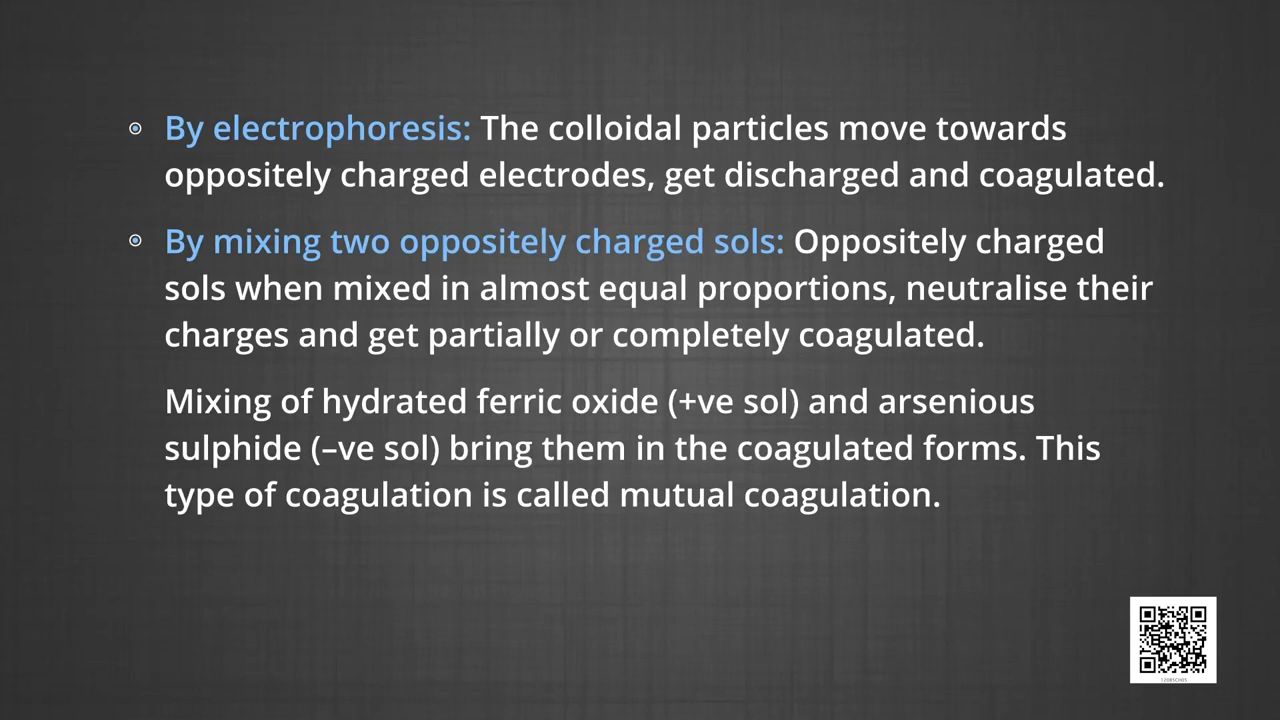 By electrophoresis: The colloidal particles move towards
oppositely charged electrodes, get discharged and coagulated.
By mixing two oppositely charged sols: Oppositely charged
sols when mixed in almost equal proportions, neutralise their
charges and get partially or completely coagulated.
Mixing of hydrated ferric oxide (+ve sol) and arsenious
sulphide (–ve sol) bring them in the coagulated forms. This
type of coagulation is called mutual coagulation.